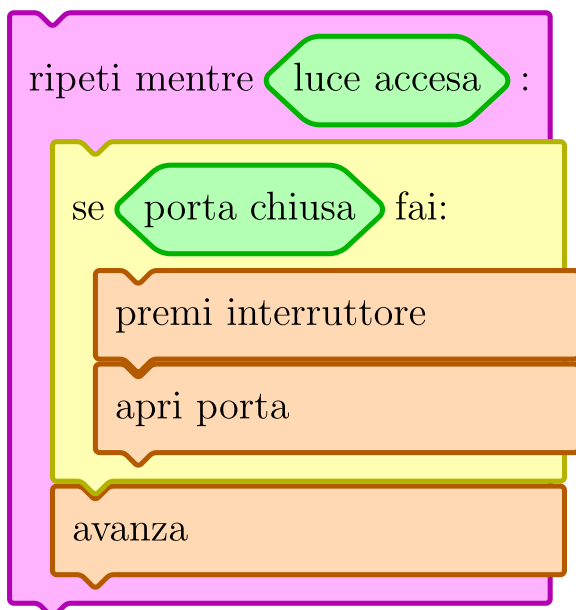 ripeti mentre luce accesa :
se porta chiusa fai:
premi interruttore
apri porta
avanza